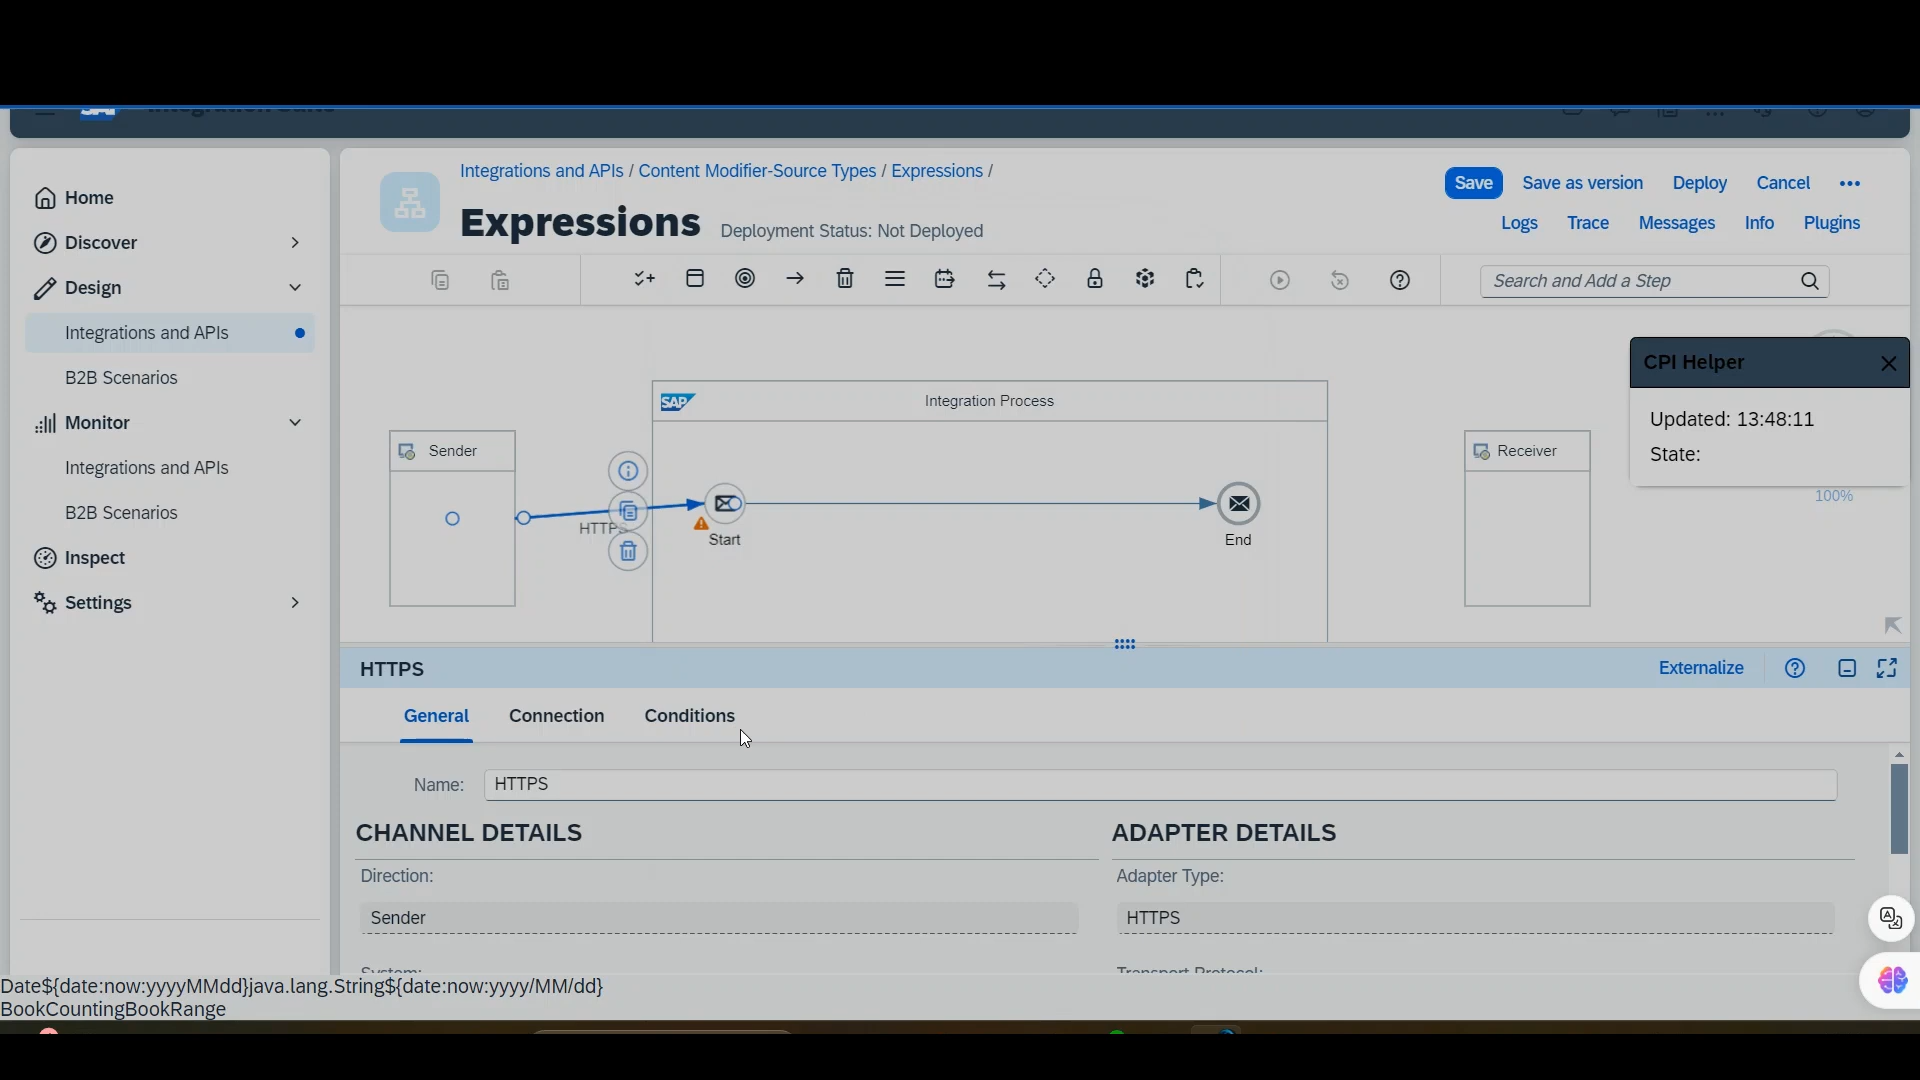 Home
Discover
Design
Integrations and APIs
B2B Scenarios
Monitor
Integrations and APIs
B2B Scenarios
Inspect
Settings
Integrations and APIs / Content Modifier-Source Types / Expressions /
Expressions Deployment Status: Not Deployed
Save Save as version Deploy Cancel
Logs Trace Messages Info Plugins
Search and Add a Step
SAP Integration Process
Sender
HTTPS
Start
End
Receiver
CPI Helper
Updated: 13:48:11
State:
100%
HTTPS
Externalize
General Connection Conditions
Name: HTTPS
CHANNEL DETAILS
Direction:
Sender
ADAPTER DETAILS
Adapter Type:
HTTPS
Date${date:now:yyyyMMdd}java.lang.String${date:now:yyyy/MM/dd}
BookCountingBookRange